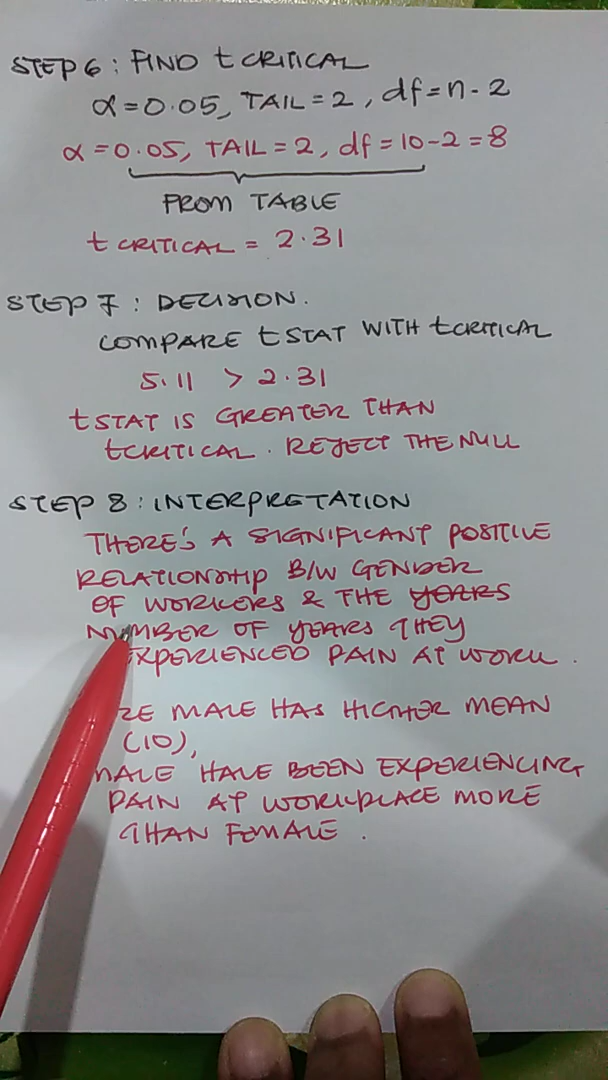 STEP 6 : FIND t CRITICAL
α = 0.05, TAIL = 2, df = n - 2
α = 0.05, TAIL = 2, df = 10 - 2 = 8
FROM TABLE
t CRITICAL = 2.31
STEP 7 : DECISION.
COMPARE t STAT WITH t CRITICAL
5.11 > 2.31
t STAT IS GREATER THAN
t CRITICAL. REJECT THE NULL
STEP 8 : INTERPRETATION
THERE'S A SIGNIFICANT POSITIVE
RELATIONSHIP B/W GENDER
OF WORKERS & THE YEARS
NUMBER OF YEARS THEY
EXPERIENCED PAIN AT WORK.
MALE HAS HIGHER MEAN
(10),
MALE HAVE BEEN EXPERIENCING
PAIN AT WORKPLACE MORE
THAN FEMALE.